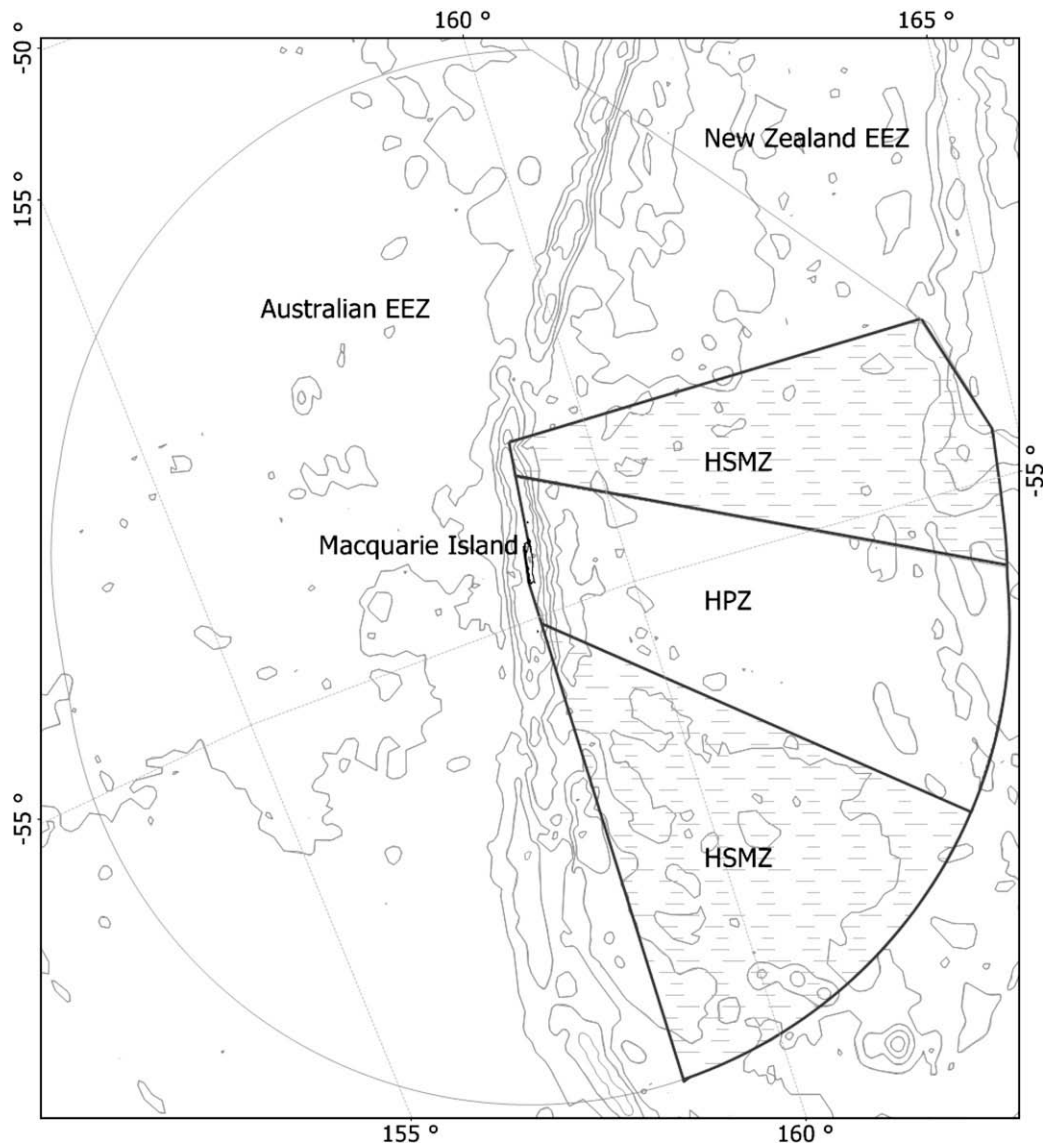 160 °
165 °
-50 °
New Zealand EEZ
155 °
Australian EEZ
HSMZ
-55 °
Macquarie Island
HPZ
-55 °
HSMZ
155 °
160 °